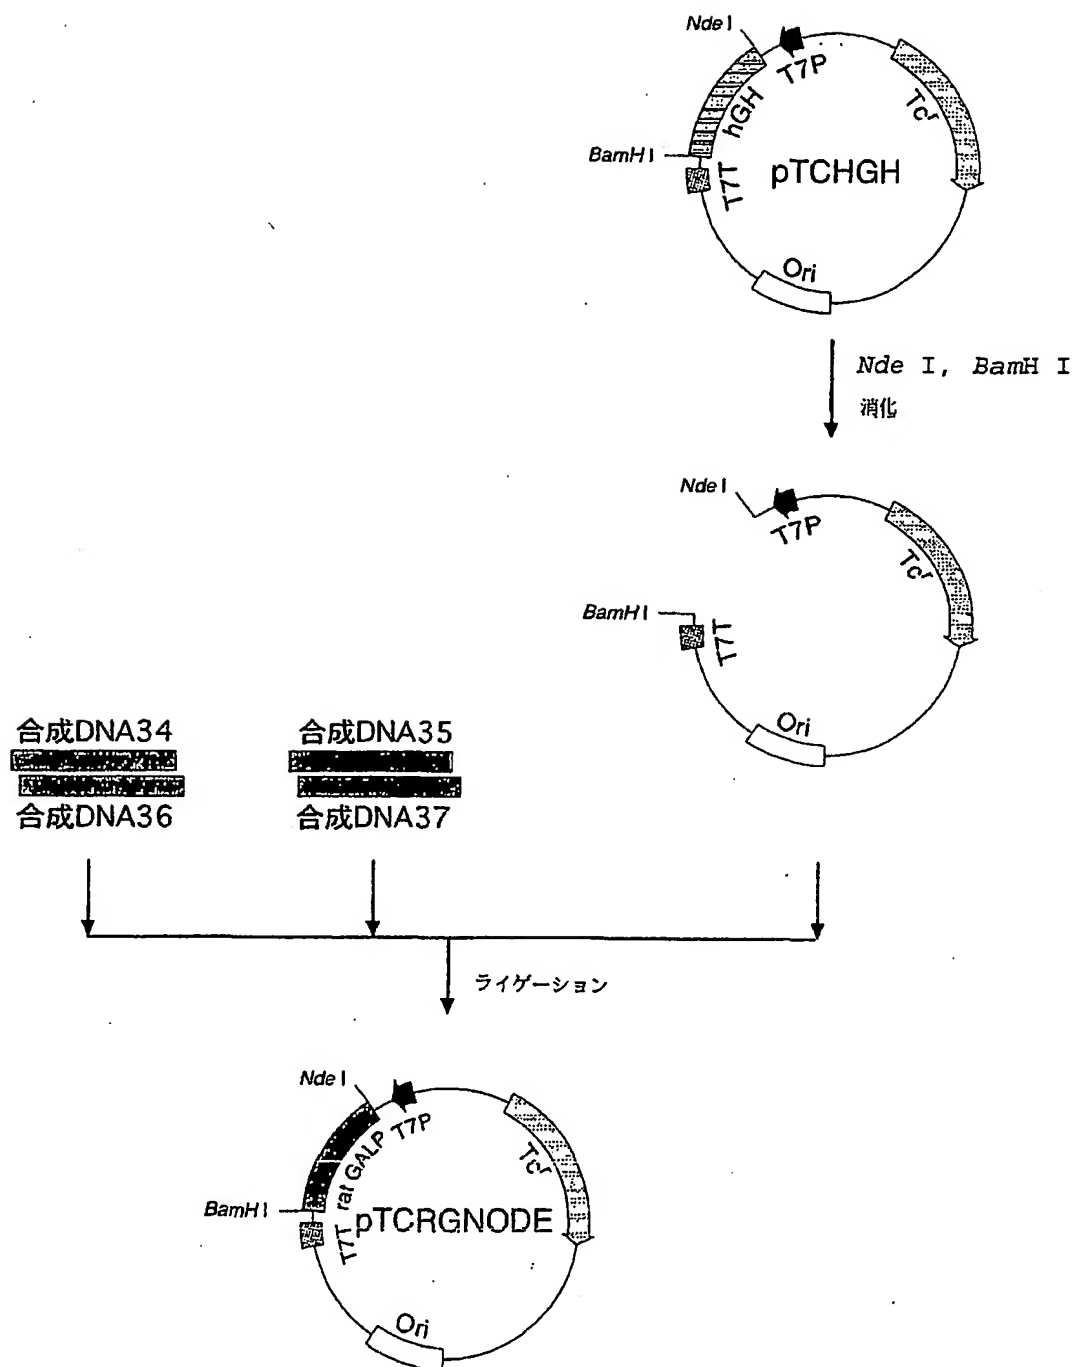 Nde I
T7P
Tcʳ
hGH
BamH I
T7T
pTCHGH
Ori
Nde I, BamH I
消化
Nde I
T7P
Tcʳ
BamH I
T7T
Ori
合成DNA34
合成DNA35
合成DNA36
合成DNA37
ライゲーション
Nde I
T7P
Tcʳ
rat GALP
BamH I
T7T
pTCRGNODE
Ori